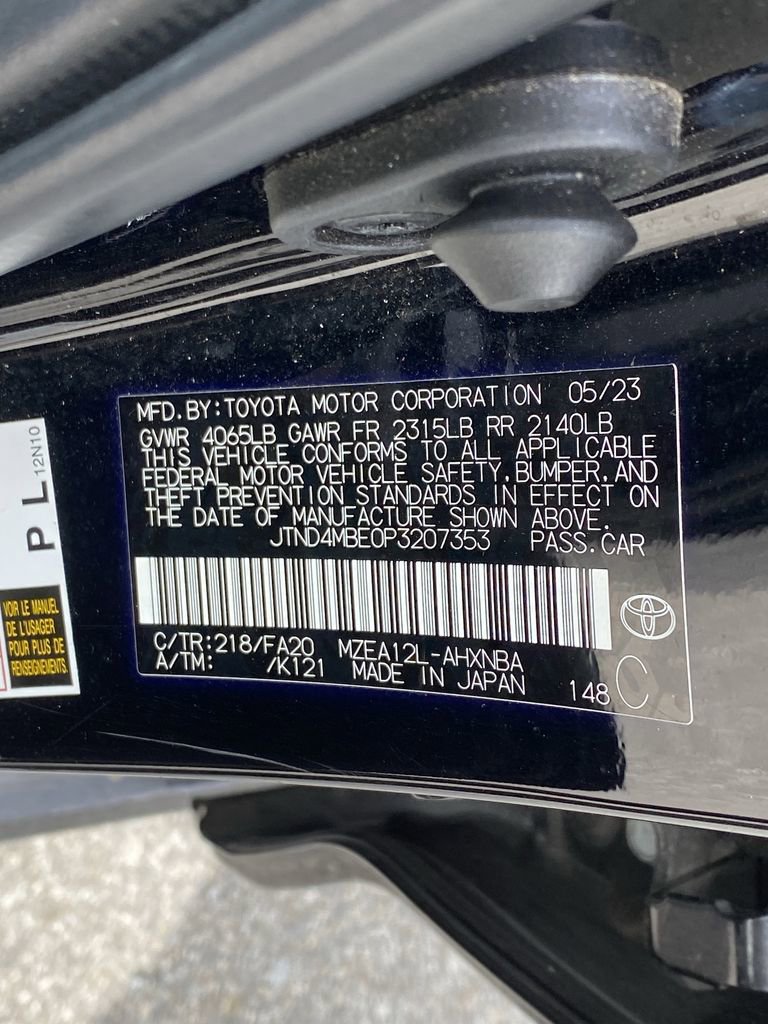 MFD.BY:TOYOTA MOTOR CORPORATION 05/23
GVWR 4065LB GAWR FR 2315LB RR 2140LB
THIS VEHICLE CONFORMS TO ALL APPLICABLE
FEDERAL MOTOR VEHICLE SAFETY,BUMPER,AND
THEFT PREVENTION STANDARDS IN EFFECT ON
THE DATE OF MANUFACTURE SHOWN ABOVE.
JTND4MBE0P3207353 PASS.CAR
C/TR:218/FA20 MZEA12L-AHXNBA
A/TM: /K121 MADE IN JAPAN 148 C
P L 12N10
VOIR LE MANUEL
DE L'USAGER
POUR PLUS DE
RENSEIGNEMENTS.